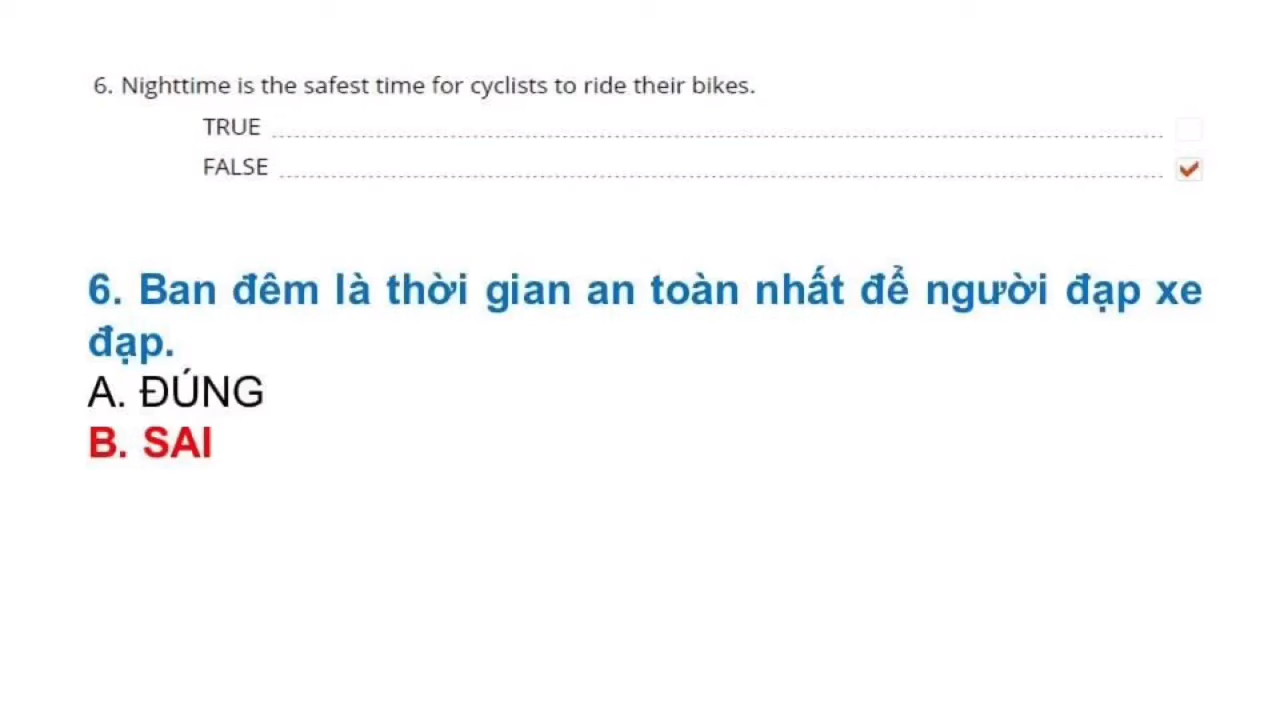 6. Nighttime is the safest time for cyclists to ride their bikes.
TRUE
FALSE
6. Ban đêm là thời gian an toàn nhất để người đạp xe
đạp.
A. ĐÚNG
B. SAI